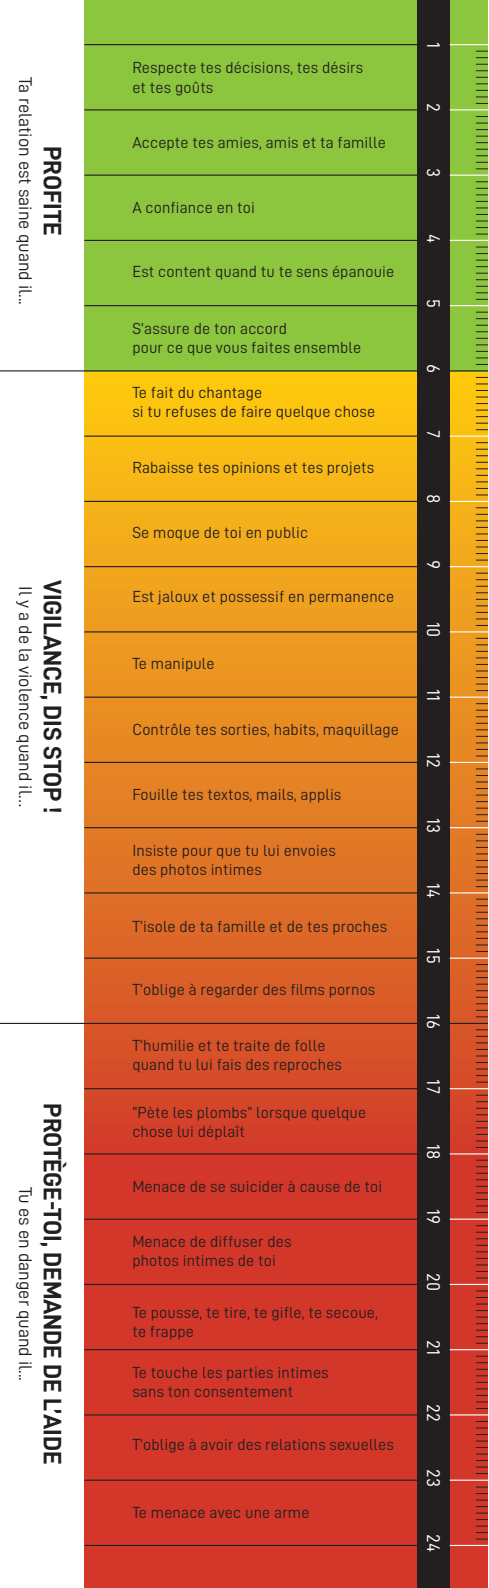 PROFITE
Ta relation est saine quand il...
1
Respecte tes décisions, tes désirs
et tes goûts
2
Accepte tes amies, amis et ta famille
3
A confiance en toi
4
Est content quand tu te sens épanouie
5
S'assure de ton accord
pour ce que vous faites ensemble
6
VIGILANCE, DIS STOP !
Il y a de la violence quand il...
Te fait du chantage
si tu refuses de faire quelque chose
7
Rabaisse tes opinions et tes projets
8
Se moque de toi en public
9
Est jaloux et possessif en permanence
10
Te manipule
11
Contrôle tes sorties, habits, maquillage
12
Fouille tes textos, mails, applis
13
Insiste pour que tu lui envoies
des photos intimes
14
T'isole de ta famille et de tes proches
15
T'oblige à regarder des films pornos
16
PROTÈGE-TOI, DEMANDE DE L'AIDE
Tu es en danger quand il...
T'humilie et te traite de folle
quand tu lui fais des reproches
17
"Pète les plombs" lorsque quelque
chose lui déplaît
18
Menace de se suicider à cause de toi
19
Menace de diffuser des
photos intimes de toi
20
Te pousse, te tire, te gifle, te secoue,
te frappe
21
Te touche les parties intimes
sans ton consentement
22
T'oblige à avoir des relations sexuelles
23
Te menace avec une arme
24